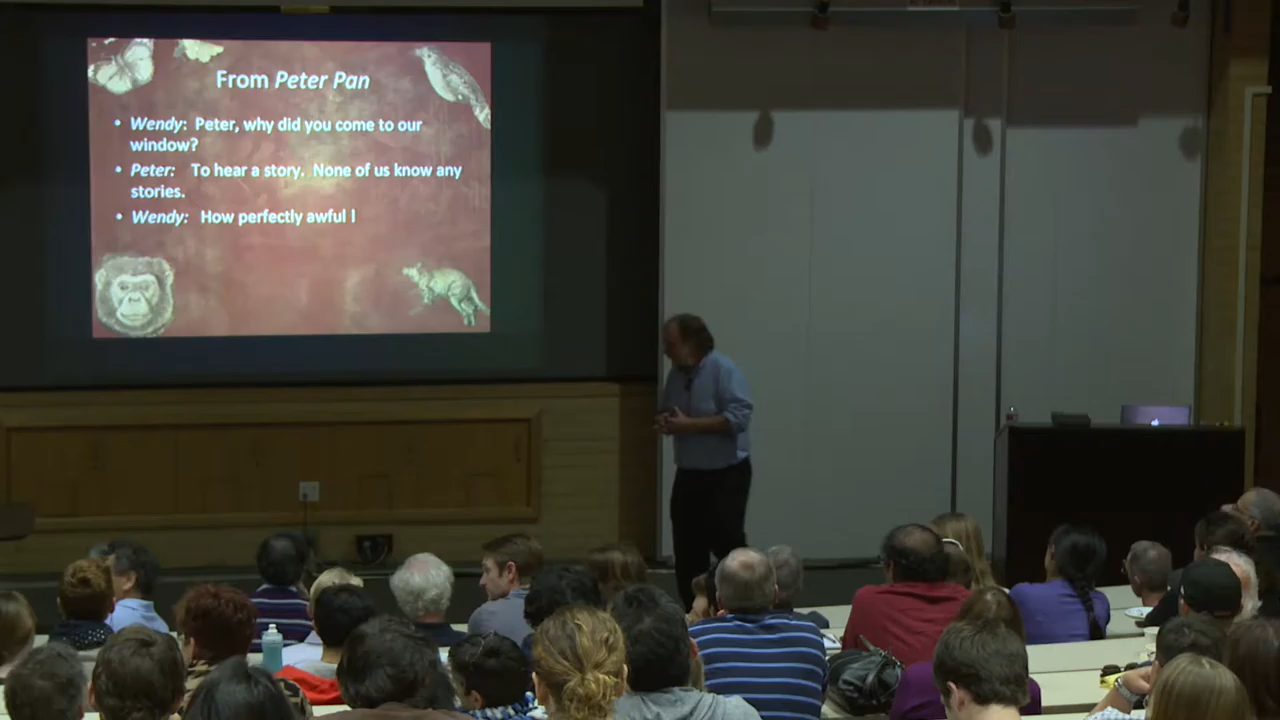 From Peter Pan
• Wendy: Peter, why did you come to our
window?
• Peter: To hear a story. None of us know any
stories.
• Wendy: How perfectly awful !